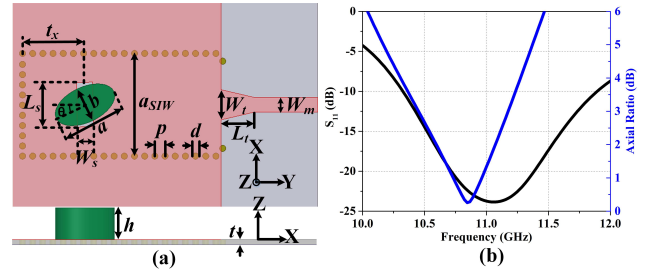 t_x
L_s
e
b
a
W_s
a_SIW
p
d
W_t
L_t
W_m
X
Z
Y
h
t
Z
X
(a)
0
-5
-10
-15
-20
-25
S_11 (dB)
6
5
4
3
2
1
0
Axial Ratio (dB)
10.0 10.5 11.0 11.5 12.0
Frequency (GHz)
(b)